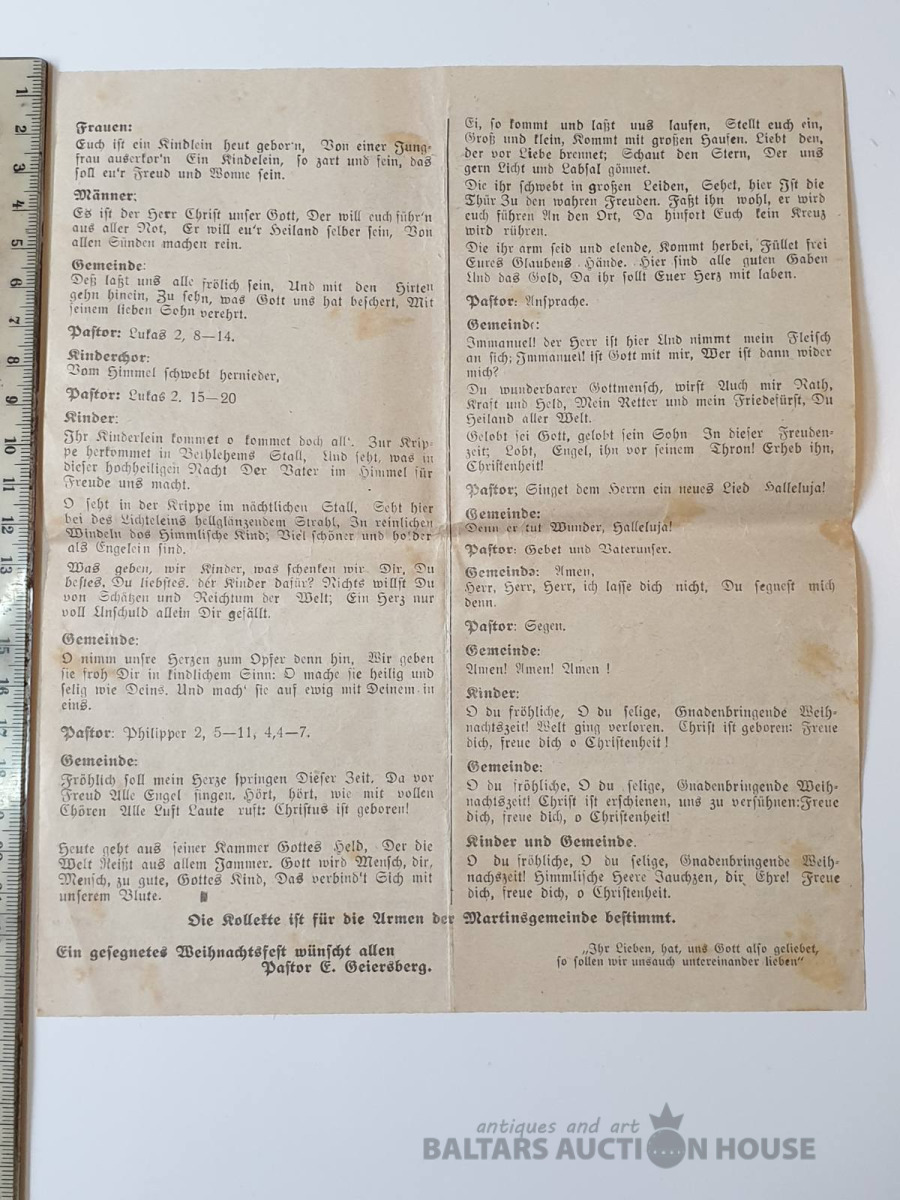 Frauen:
Euch ist ein Kindlein heut gebor'n, Von einer Jung-
frau auserkor'n Ein Kindelein, so zart und fein, das
soll eu'r Freud und Wonne sein.
Männer:
Es ist der Herr Christ unser Gott, Der will euch führ'n
aus aller Not, Er will eu'r Heiland selber sein, Von
allen Sünden machen rein.
Gemeinde:
Deß laßt uns alle frölich sein, Und mit den Hirten
gehn hinein, Zu sehn, was Gott uns hat beschert, Mit
seinem lieben Sohn verehrt.
Pastor: Lukas 2, 8—14.
Kinderchor:
Vom Himmel schwebt hernieder,
Pastor: Lukas 2. 15—20
Kinder:
Ihr Kinderlein kommet o kommet doch all'. Zur Krip-
pe herkommet in Bethlehems Stall, Und seht, was in
dieser hochheiligen Nacht Der Vater im Himmel für
Freude uns macht.
O seht in der Krippe im nächtlichen Stall, Seht hier
bei des Lichteleins hellglänzendem Strahl, In reinlichen
Windeln das Himmlische Kind; Viel schöner und holder
als Engelein sind.
Was geben, wir Kinder, was schenken wir Dir, Du
bestes, Du liebstes, der Kinder dafür? Nichts willst Du
von Schätzen und Reichtum der Welt; Ein Herz nur
voll Unschuld allein Dir gefällt.
Gemeinde:
O nimm unsre Herzen zum Opfer denn hin, Wir geben
sie froh Dir in kindlichem Sinn: O mache sie heilig und
selig wie Deins. Und mach' sie auf ewig mit Deinem in
eins.
Pastor: Philipper 2, 5—11, 4,4—7.
Gemeinde:
Fröhlich soll mein Herze springen Dieser Zeit, Da vor
Freud Alle Engel singen. Hört, hört, wie mit vollen
Chören Alle Luft Laute ruft: Christus ist geboren!
Heute geht aus seiner Kammer Gottes Held, Der die
Welt Reißt aus allem Jammer. Gott wird Mensch, dir,
Mensch, zu gute, Gottes Kind, Das verbind't Sich mit
unserem Blute.
Ei, so kommt und laßt uus laufen, Stellt euch ein,
Groß und klein, Kommt mit großen Haufen. Liebt den,
der vor Liebe brennet; Schaut den Stern, Der uns
gern Licht und Labsal gönnet.
Die ihr schwebt in großen Leiden, Sehet, hier Ist die
Thür Zu den wahren Freuden. Faßt ihn wohl, er wird
euch führen An den Ort, Da hinfort Euch kein Kreuz
wird rühren.
Die ihr arm seid und elende, Kommt herbei, Füllet frei
Eures Glaubens Hände. Hier sind alle guten Gaben
Und das Gold, Da ihr sollt Euer Herz mit laben.
Pastor: Ansprache.
Gemeinde:
Immanuel! der Herr ist hier Und nimmt mein Fleisch
an sich; Immanuel! ist Gott mit mir, Wer ist dann wider
mich?
Du wunderbarer Gottmensch, wirst Auch mir Rath,
Kraft und Held, Mein Retter und mein Friedefürst, Du
Heiland aller Welt.
Gelobt sei Gott, gelobt sein Sohn In dieser Freuden-
zeit; Lobt, Engel, ihn vor seinem Thron! Erheb ihn,
Christenheit!
Pastor; Singet dem Herrn ein neues Lied Halleluja!
Gemeinde:
Denn er tut Wunder, Halleluja!
Pastor: Gebet und Vaterunser.
Gemeinde: Amen,
Herr, Herr, Herr, ich lasse dich nicht, Du segnest mich
denn.
Pastor: Segen.
Gemeinde:
Amen! Amen! Amen !
Kinder:
O du fröhliche, O du selige, Gnadenbringende Weih-
nachtszeit! Welt ging verloren. Christ ist geboren: Freue
dich, freue dich o Christenheit!
Gemeinde:
O du fröhliche, O du selige, Gnadenbringende Weih-
nachtszeit! Christ ist erschienen, uns zu versühnen:Freue
dich, freue dich, o Christenheit!
Kinder und Gemeinde.
O du fröhliche, O du selige, Gnadenbringende Weih-
nachszeit! Himmlische Heere Jauchzen, dir Ehre! Freue
dich, freue dich, o Christenheit.
Die Kollekte ist für die Armen der Martinsgemeinde bestimmt.
Ein gesegnetes Weihnachtsfest wünscht allen
Pastor E. Geiersberg.
„Ihr Lieben, hat, uns Gott also geliebet,
so sollen wir unsauch untereinander lieben"
antiques and art
BALTARS AUCTION HOUSE
1
2
3
4
5
6
7
8
9
10
11
12
13
15
16
17